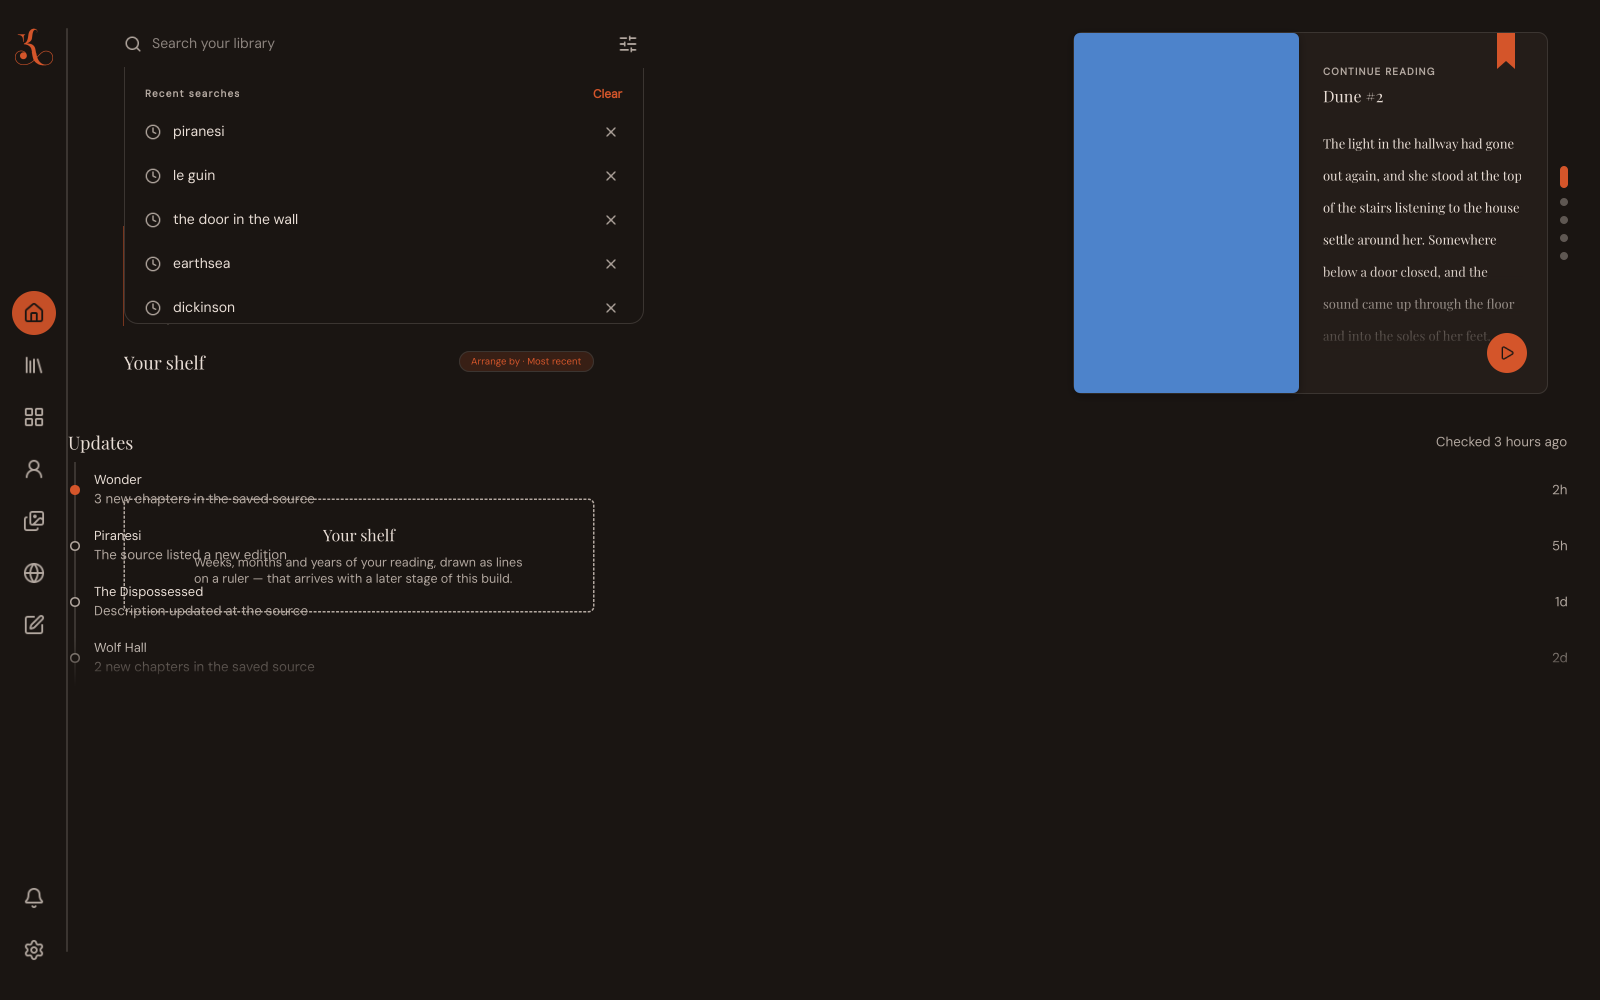 Search your library
Recent searches
Clear
piranesi
le guin
the door in the wall
earthsea
dickinson
CONTINUE READING
Dune #2
The light in the hallway had gone
out again, and she stood at the top
of the stairs listening to the house
settle around her. Somewhere
below a door closed, and the
sound came up through the floor
and into the soles of her feet.
Your shelf
Arrange by · Most recent
Updates
Checked 3 hours ago
Wonder
3 new chapters in the saved source
2h
Piranesi
The source listed a new edition
5h
The Dispossessed
Description updated at the source
1d
Wolf Hall
2 new chapters in the saved source
2d
Your shelf
Weeks, months and years of your reading, drawn as lines
on a ruler — that arrives with a later stage of this build.